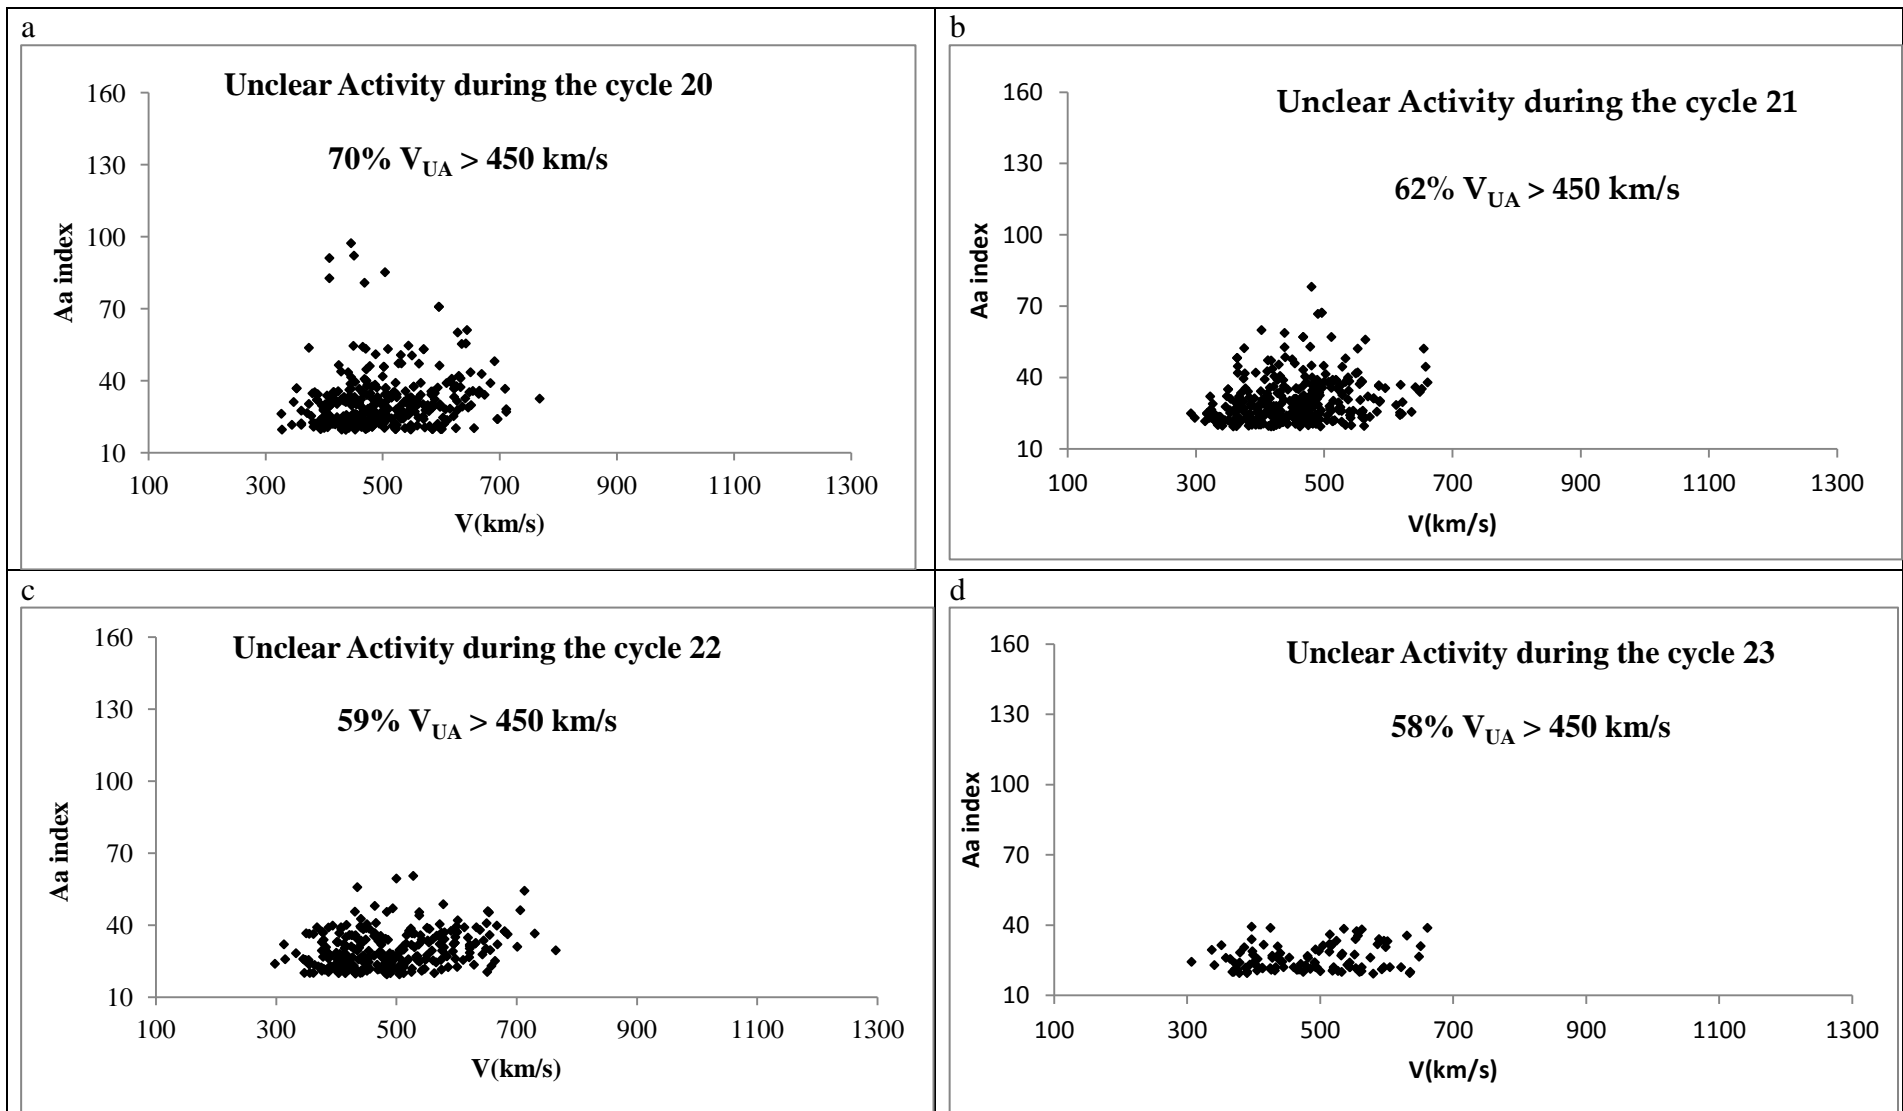 a
Unclear Activity during the cycle 20
70% V_UA > 450 km/s
Aa index
160
130
100
70
40
10
100 300 500 700 900 1100 1300
V(km/s)
b
Unclear Activity during the cycle 21
62% V_UA > 450 km/s
Aa index
160
130
100
70
40
10
100 300 500 700 900 1100 1300
V(km/s)
c
Unclear Activity during the cycle 22
59% V_UA > 450 km/s
Aa index
160
130
100
70
40
10
100 300 500 700 900 1100 1300
V(km/s)
d
Unclear Activity during the cycle 23
58% V_UA > 450 km/s
Aa index
160
130
100
70
40
10
100 300 500 700 900 1100 1300
V(km/s)